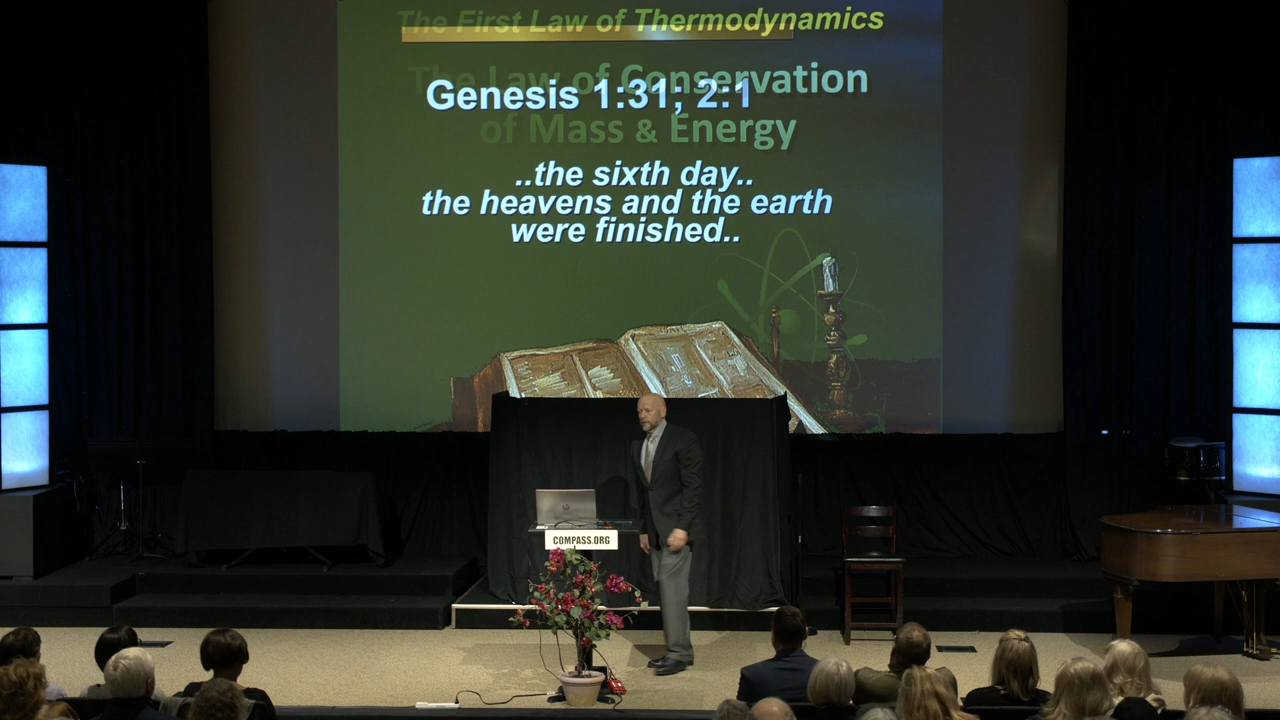 The First Law of Thermodynamics
The Law of Conservation
Genesis 1:31; 2:1
of Mass & Energy
..the sixth day..
the heavens and the earth
were finished..
COMPASS.ORG